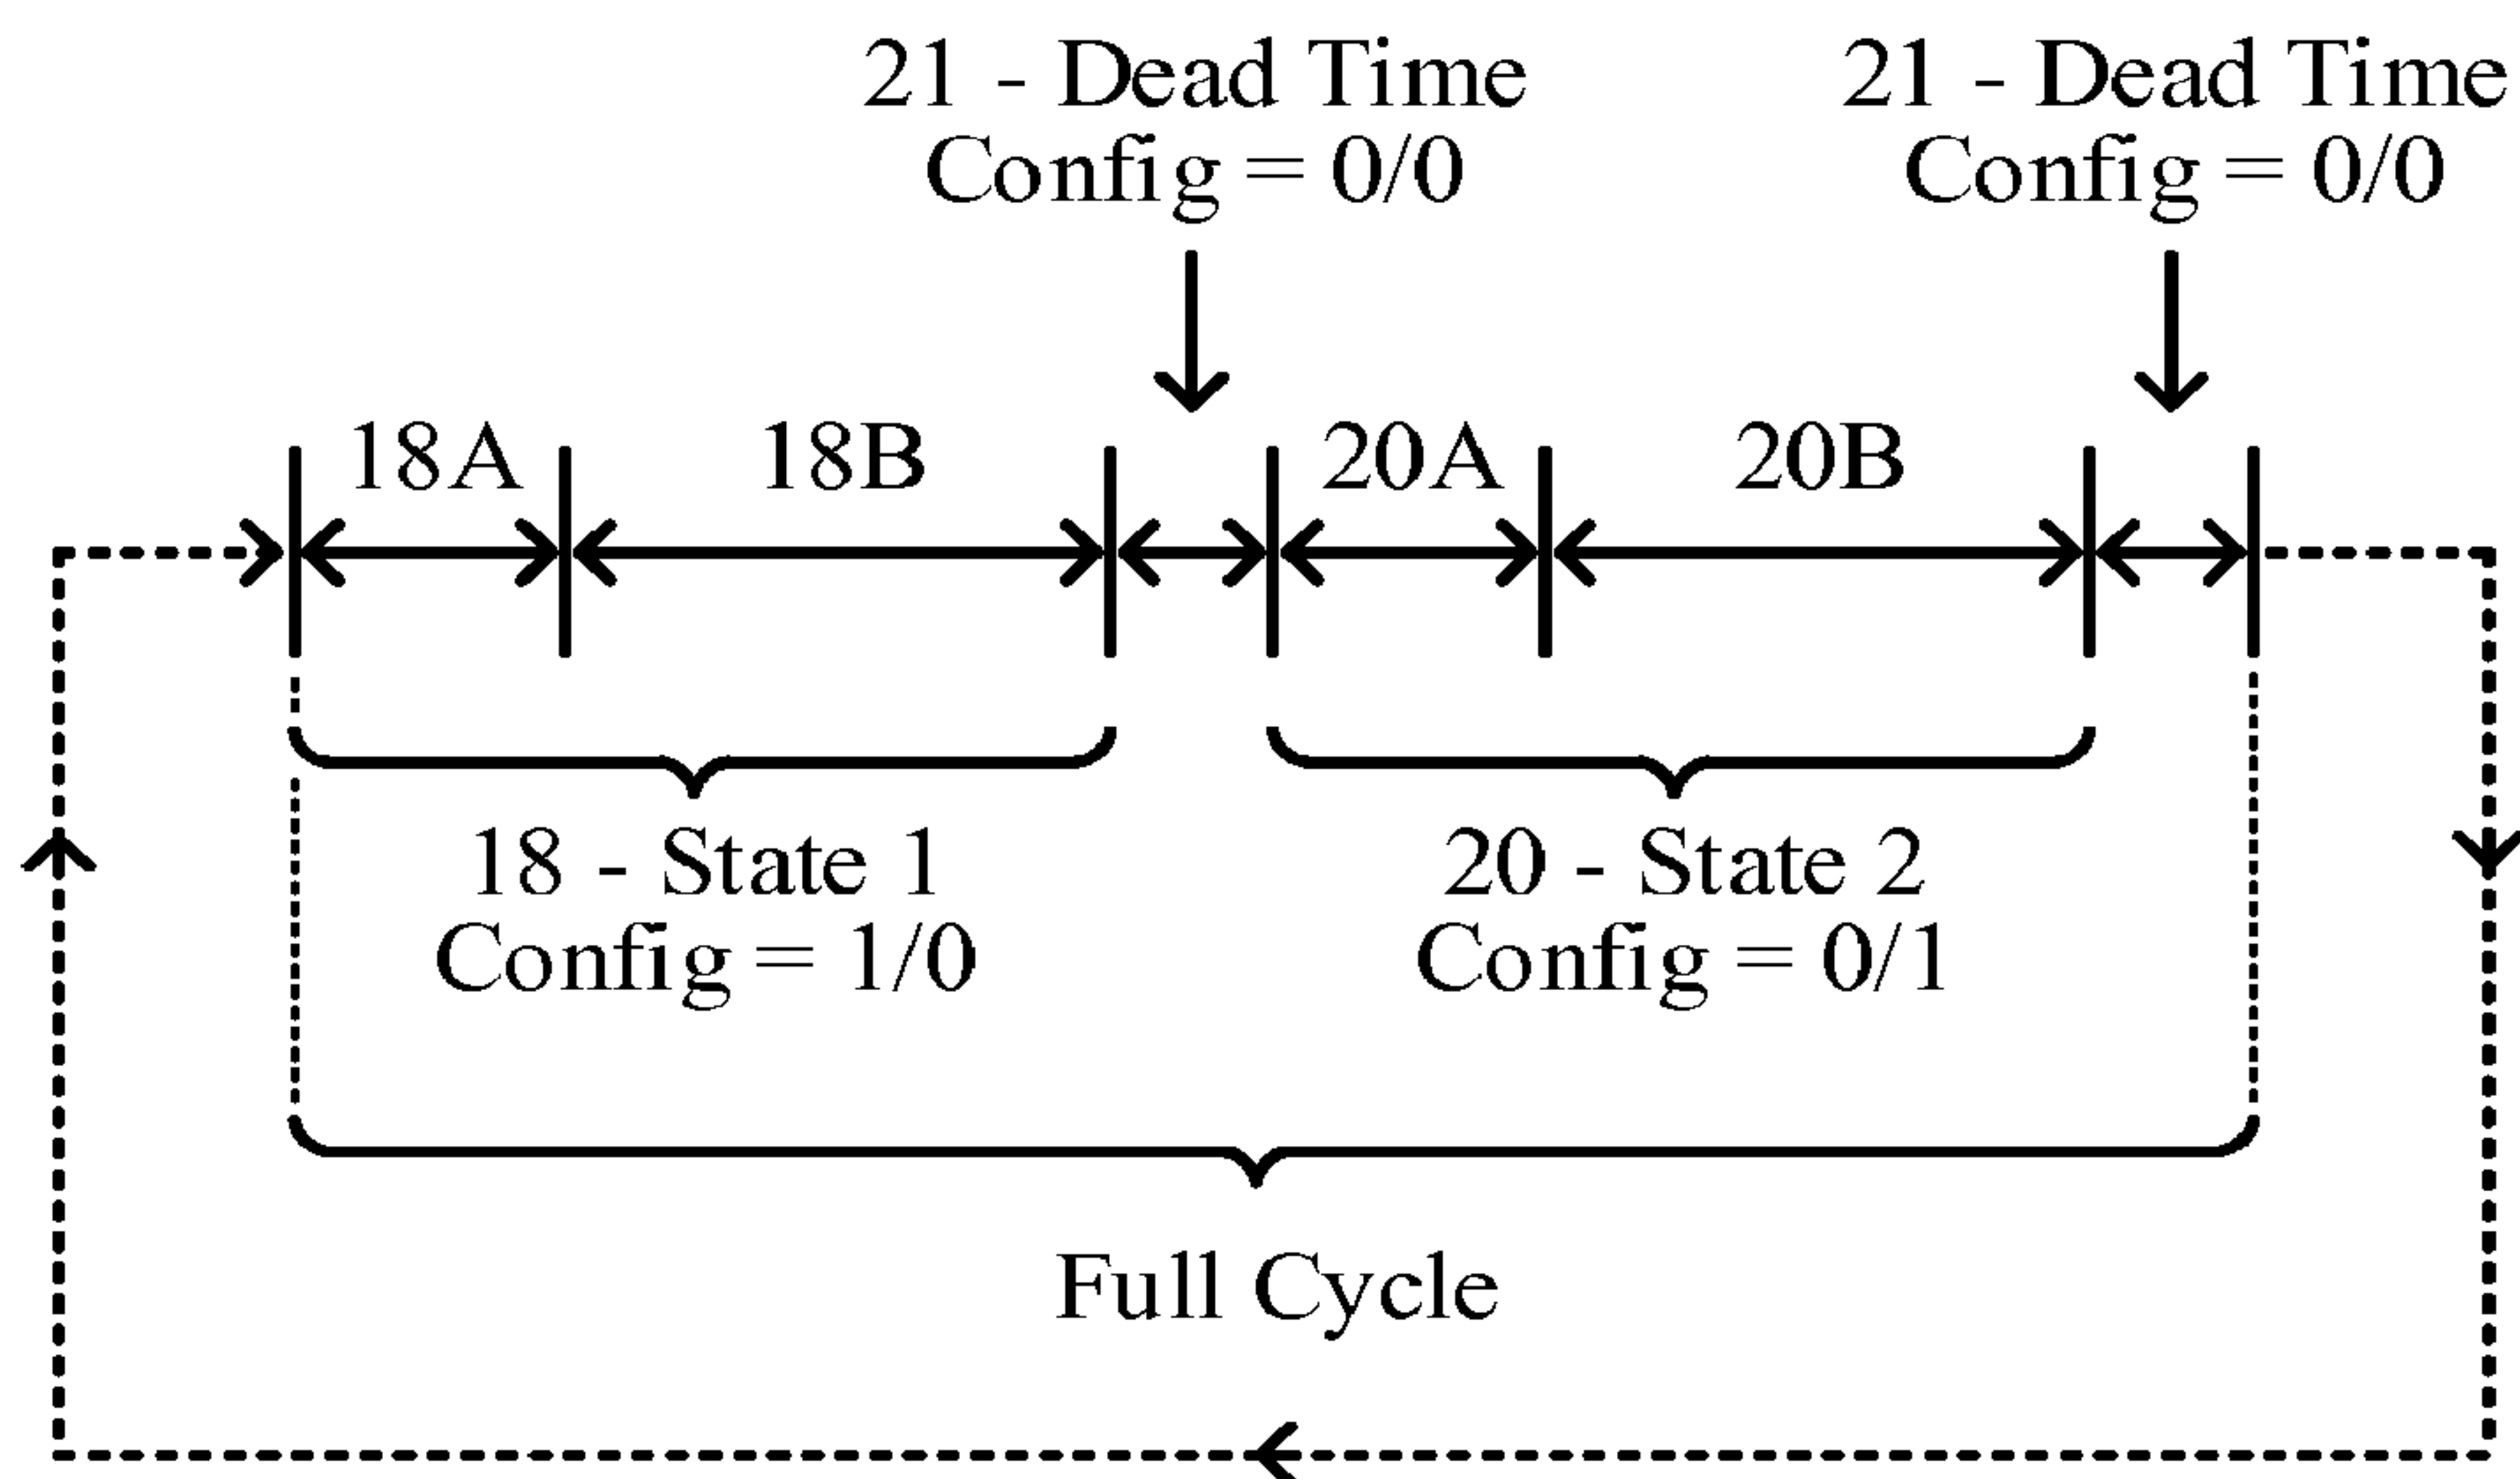 21 - Dead Time
Config = 0/0
21 - Dead Time
Config = 0/0
18A
18B
20A
20B
18 - State 1
Config = 1/0
20 - State 2
Config = 0/1
Full Cycle